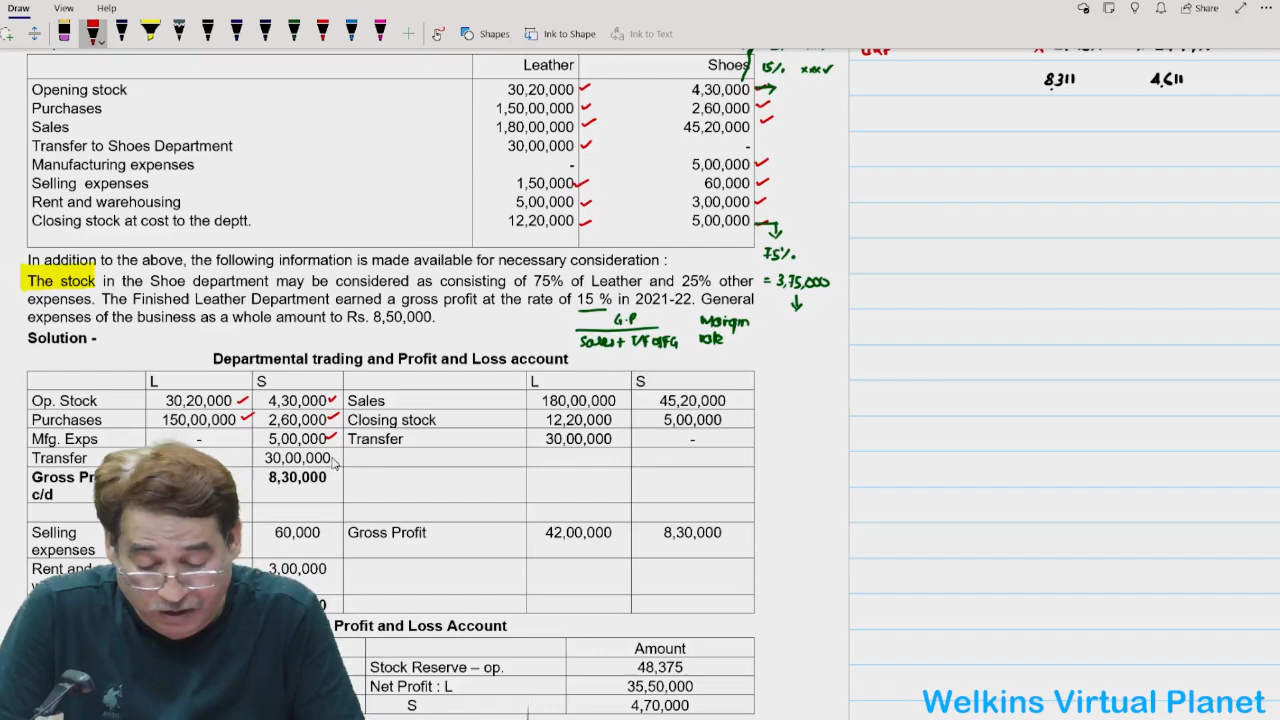 Draw View Help Share
Shapes Ink to Shape Ink to Text
8,311 4,611
Leather Shoes 15% xxx✓
Opening stock 30,20,000 4,30,000
Purchases 1,50,00,000 2,60,000
Sales 1,80,00,000 45,20,000
Transfer to Shoes Department 30,00,000 -
Manufacturing expenses - 5,00,000
Selling expenses 1,50,000 60,000
Rent and warehousing 5,00,000 3,00,000
Closing stock at cost to the deptt. 12,20,000 5,00,000
75%
= 3,75,000
In addition to the above, the following information is made available for necessary consideration :
The stock in the Shoe department may be considered as consisting of 75% of Leather and 25% other
expenses. The Finished Leather Department earned a gross profit at the rate of 15 % in 2021-22. General
expenses of the business as a whole amount to Rs. 8,50,000.
G.P Margin
Sales + T/F of FG rate
Solution -
Departmental trading and Profit and Loss account
L S L S
Op. Stock 30,20,000 4,30,000 Sales 180,00,000 45,20,000
Purchases 150,00,000 2,60,000 Closing stock 12,20,000 5,00,000
Mfg. Exps - 5,00,000 Transfer 30,00,000 -
Transfer 30,00,000
Gross Pr 8,30,000
c/d
Selling 60,000 Gross Profit 42,00,000 8,30,000
expenses
Rent and 3,00,000
Profit and Loss Account
Amount
Stock Reserve – op. 48,375
Net Profit : L 35,50,000
S 4,70,000
Welkins Virtual Planet